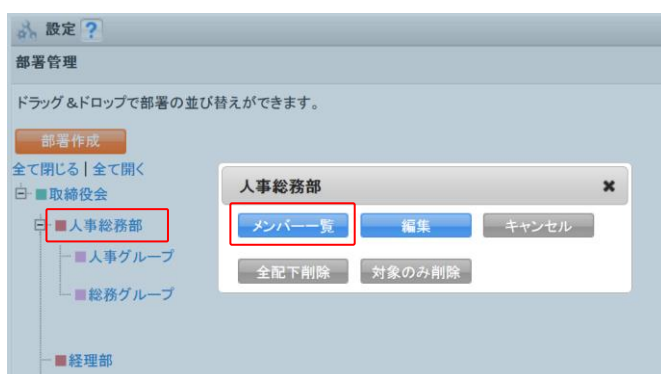 設定 ?
部署管理
ドラッグ&ドロップで部署の並び替えができます。
部署作成
全て閉じる | 全て開く
取締役会
人事総務部
人事グループ
総務グループ
経理部
人事総務部 ✖
メンバー一覧 編集 キャンセル
全配下削除 対象のみ削除